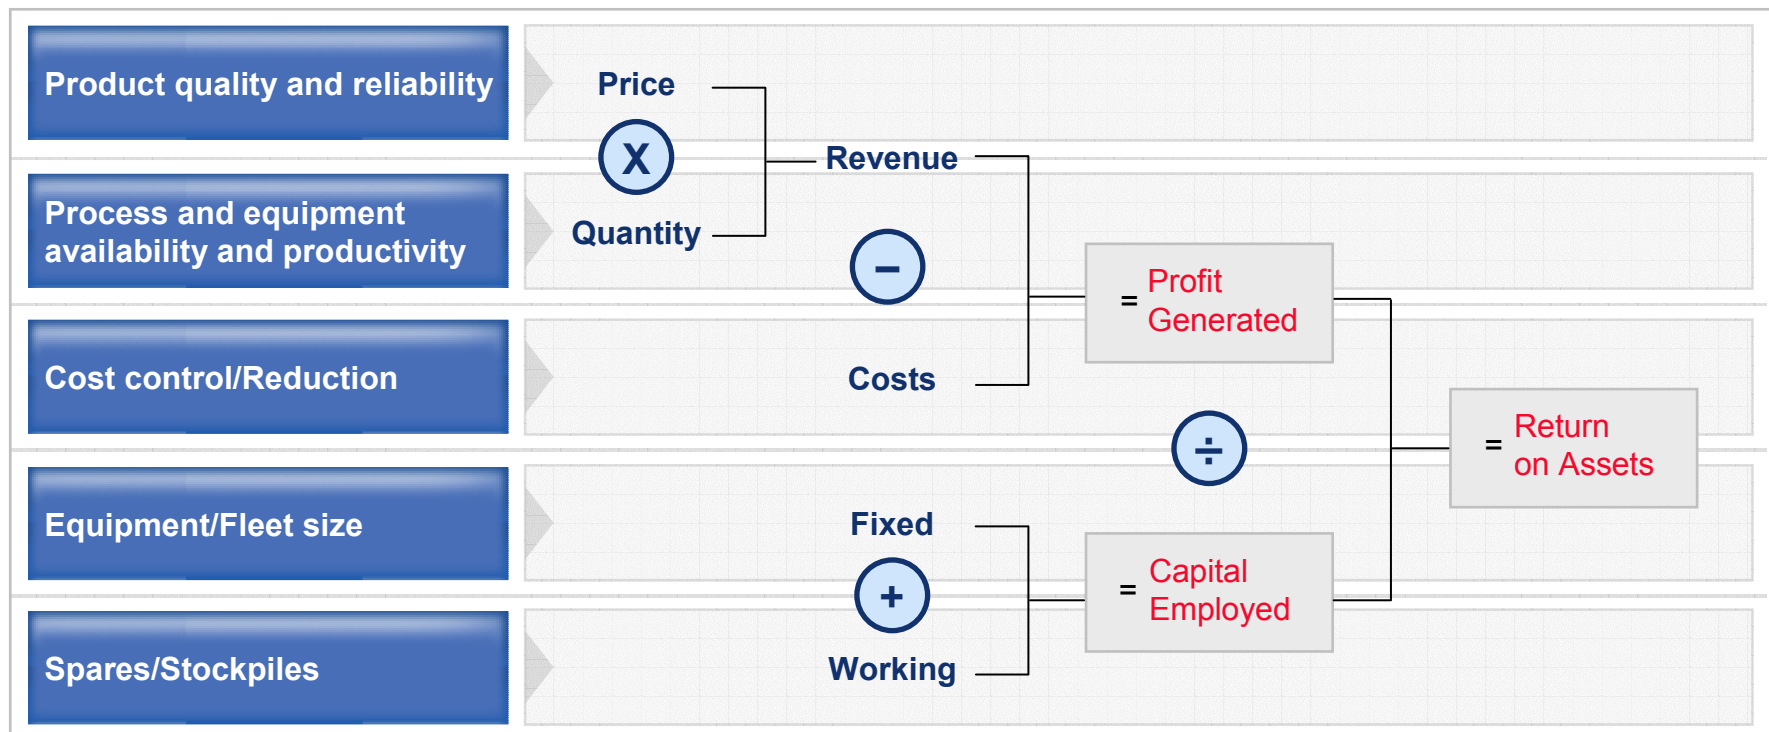 Product quality and reliability
Price
X
Revenue
Process and equipment
availability and productivity
Quantity
–
= Profit
Generated
Cost control/Reduction
Costs
÷
= Return
on Assets
Equipment/Fleet size
Fixed
+
= Capital
Employed
Spares/Stockpiles
Working